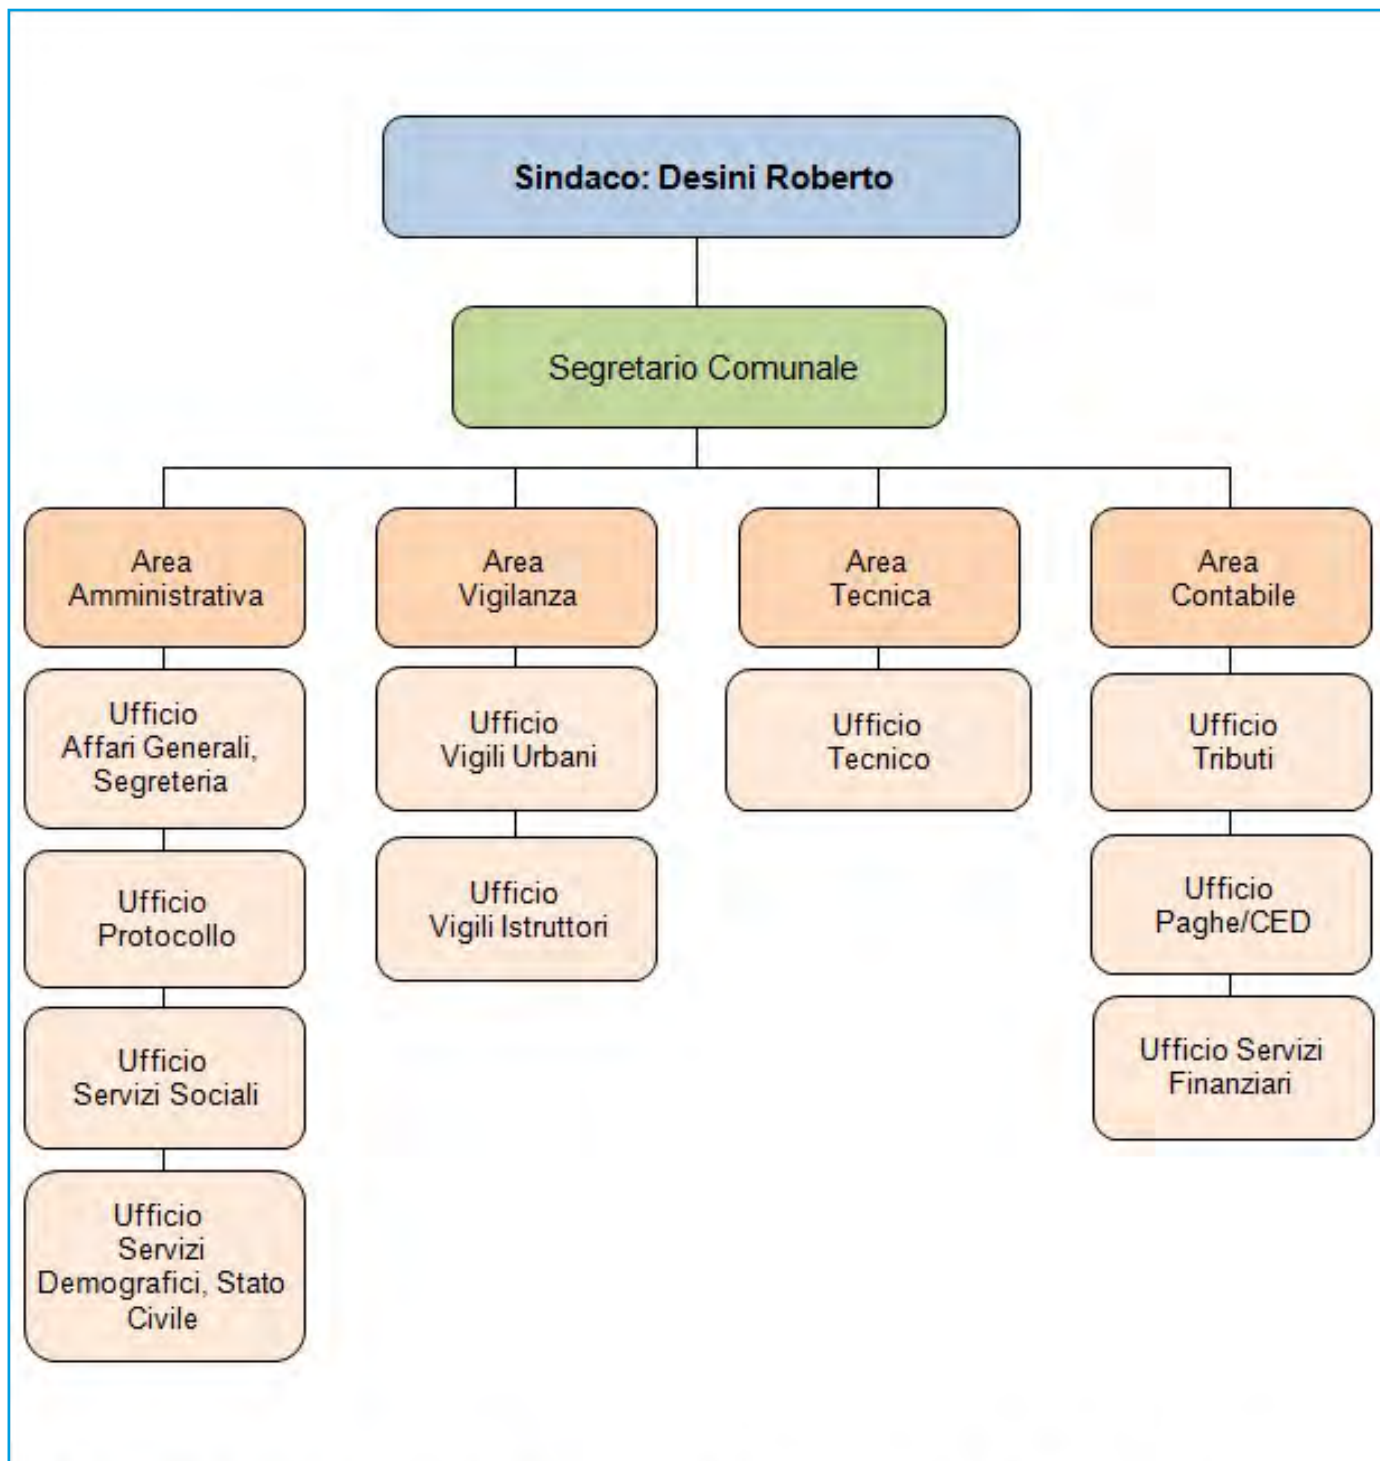 Sindaco: Desini Roberto
Segretario Comunale
Area
Amministrativa
Area
Vigilanza
Area
Tecnica
Area
Contabile
Ufficio
Affari Generali,
Segreteria
Ufficio
Protocollo
Ufficio
Servizi Sociali
Ufficio
Servizi
Demografici, Stato
Civile
Ufficio
Vigili Urbani
Ufficio
Vigili Istruttori
Ufficio
Tecnico
Ufficio
Tributi
Ufficio
Paghe/CED
Ufficio Servizi
Finanziari